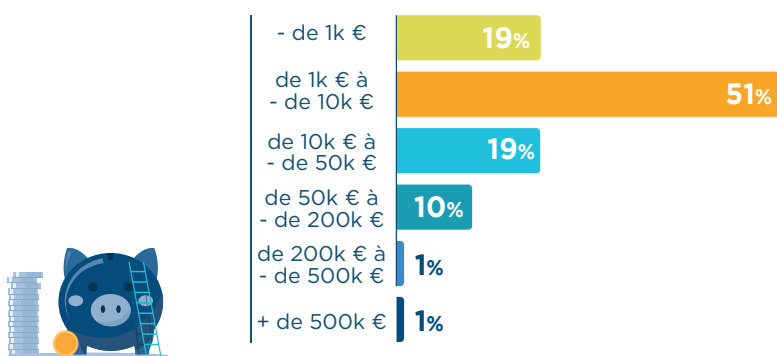 - de 1k €
19%
de 1k € à
- de 10k €
51%
de 10k € à
- de 50k €
19%
de 50k € à
- de 200k €
10%
de 200k € à
- de 500k €
1%
+ de 500k €
1%